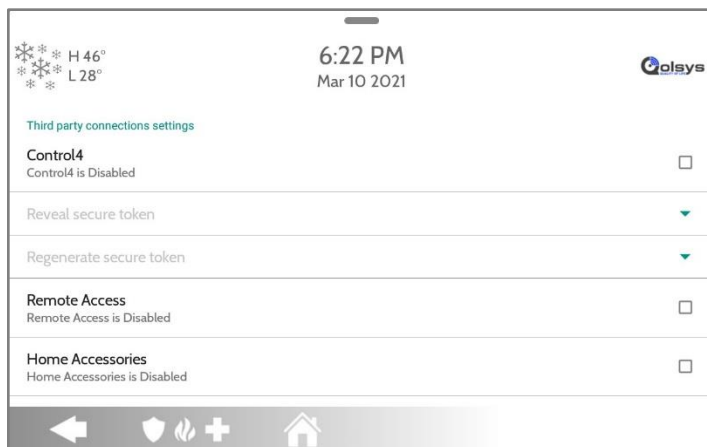 H 46°
L 28°
6:22 PM
Mar 10 2021
Qolsys
Third party connections settings
Control4
Control4 is Disabled
Reveal secure token
Regenerate secure token
Remote Access
Remote Access is Disabled
Home Accessories
Home Accessories is Disabled